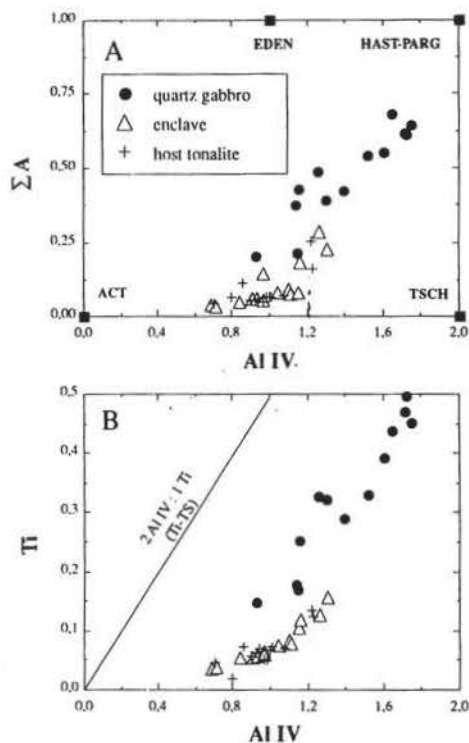 1,00
EDEN
HAST-PARG
A
quartz gabbro
enclave
host tonalite
0,75
ΣA
0,50
0,25
0,00
ACT
TSCH
0,0 0,4 0,8 1,2 1,6 2,0
Al IV
0,5
B
2 Al IV : 1 Ti
(Ti-TS)
0,4
0,3
Ti
0,2
0,1
0,0
0,0 0,4 0,8 1,2 1,6 2,0
Al IV